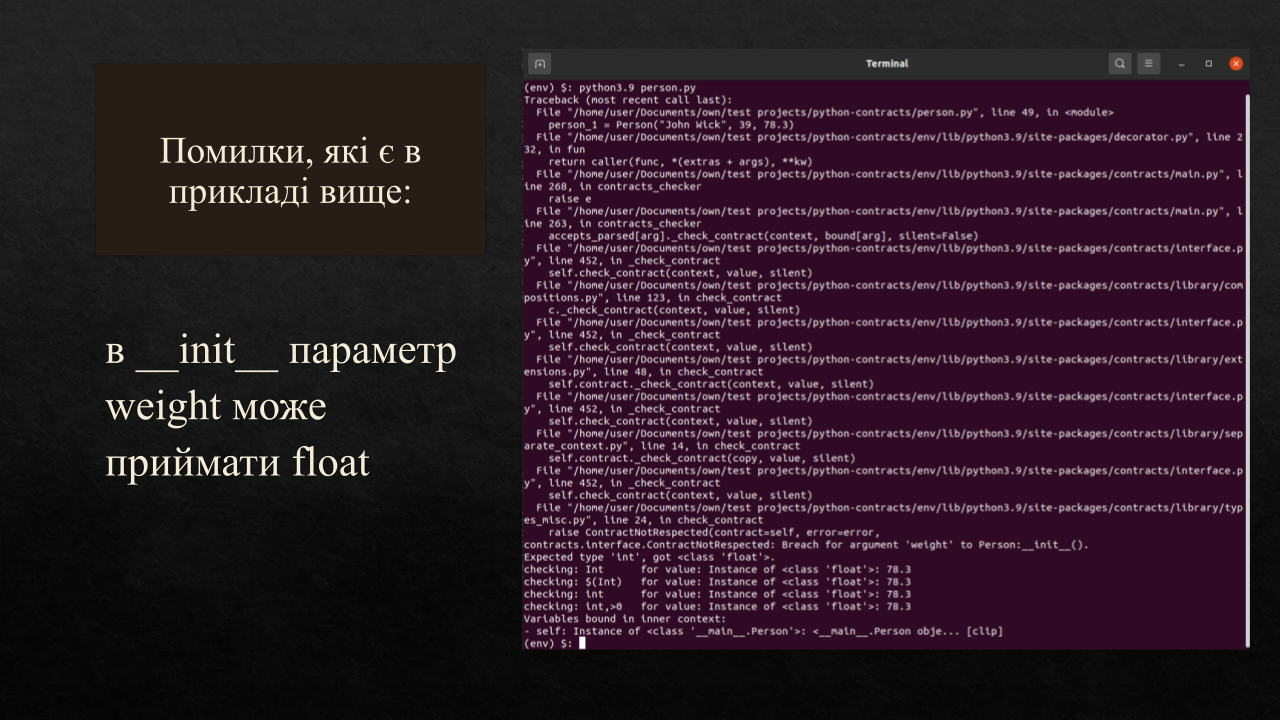 Помилки, які є в
прикладі вище:
в __init__ параметр
weight може
приймати float
Terminal
(env) $: python3.9 person.py
Traceback (most recent call last):
  File "/home/user/Documents/own/test projects/python-contracts/person.py", line 49, in <module>
    person_1 = Person("John Wick", 39, 78.3)
  File "/home/user/Documents/own/test projects/python-contracts/env/lib/python3.9/site-packages/decorator.py", line 2
32, in fun
    return caller(func, *(extras + args), **kw)
  File "/home/user/Documents/own/test projects/python-contracts/env/lib/python3.9/site-packages/contracts/main.py", l
ine 268, in contracts_checker
    raise e
  File "/home/user/Documents/own/test projects/python-contracts/env/lib/python3.9/site-packages/contracts/main.py", l
ine 263, in contracts_checker
    accepts_parsed[arg]._check_contract(context, bound[arg], silent=False)
  File "/home/user/Documents/own/test projects/python-contracts/env/lib/python3.9/site-packages/contracts/interface.p
y", line 452, in _check_contract
    self.check_contract(context, value, silent)
  File "/home/user/Documents/own/test projects/python-contracts/env/lib/python3.9/site-packages/contracts/library/com
positions.py", line 123, in check_contract
    c._check_contract(context, value, silent)
  File "/home/user/Documents/own/test projects/python-contracts/env/lib/python3.9/site-packages/contracts/interface.p
y", line 452, in _check_contract
    self.check_contract(context, value, silent)
  File "/home/user/Documents/own/test projects/python-contracts/env/lib/python3.9/site-packages/contracts/library/ext
ensions.py", line 48, in check_contract
    self.contract._check_contract(context, value, silent)
  File "/home/user/Documents/own/test projects/python-contracts/env/lib/python3.9/site-packages/contracts/interface.p
y", line 452, in _check_contract
    self.check_contract(context, value, silent)
  File "/home/user/Documents/own/test projects/python-contracts/env/lib/python3.9/site-packages/contracts/library/sep
arate_context.py", line 14, in check_contract
    self.contract._check_contract(copy, value, silent)
  File "/home/user/Documents/own/test projects/python-contracts/env/lib/python3.9/site-packages/contracts/interface.p
y", line 452, in _check_contract
    self.check_contract(context, value, silent)
  File "/home/user/Documents/own/test projects/python-contracts/env/lib/python3.9/site-packages/contracts/library/typ
es_misc.py", line 24, in check_contract
    raise ContractNotRespected(contract=self, error=error,
contracts.interface.ContractNotRespected: Breach for argument 'weight' to Person:__init__().
Expected type 'int', got <class 'float'>.
checking: Int      for value: Instance of <class 'float'>: 78.3
checking: $(Int)   for value: Instance of <class 'float'>: 78.3
checking: int      for value: Instance of <class 'float'>: 78.3
checking: int,>0   for value: Instance of <class 'float'>: 78.3
Variables bound in inner context:
- self: Instance of <class '__main__.Person'>: <__main__.Person obje... [clip]
(env) $: